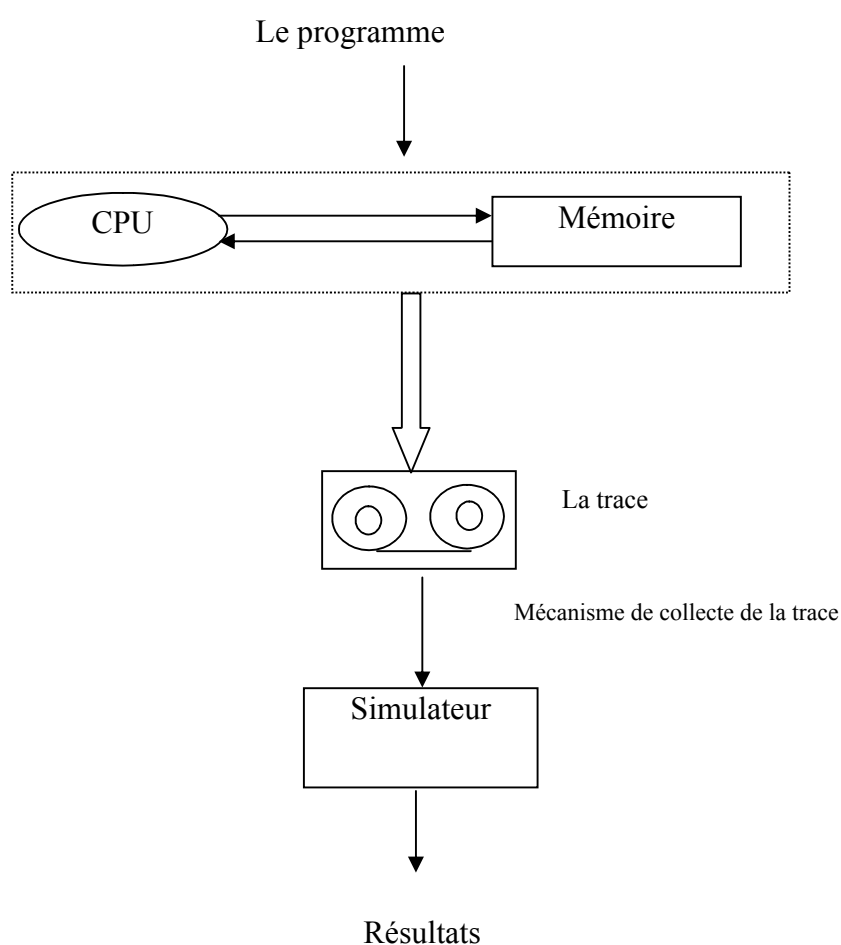 Le programme
CPU
Mémoire
La trace
Mécanisme de collecte de la trace
Simulateur
Résultats